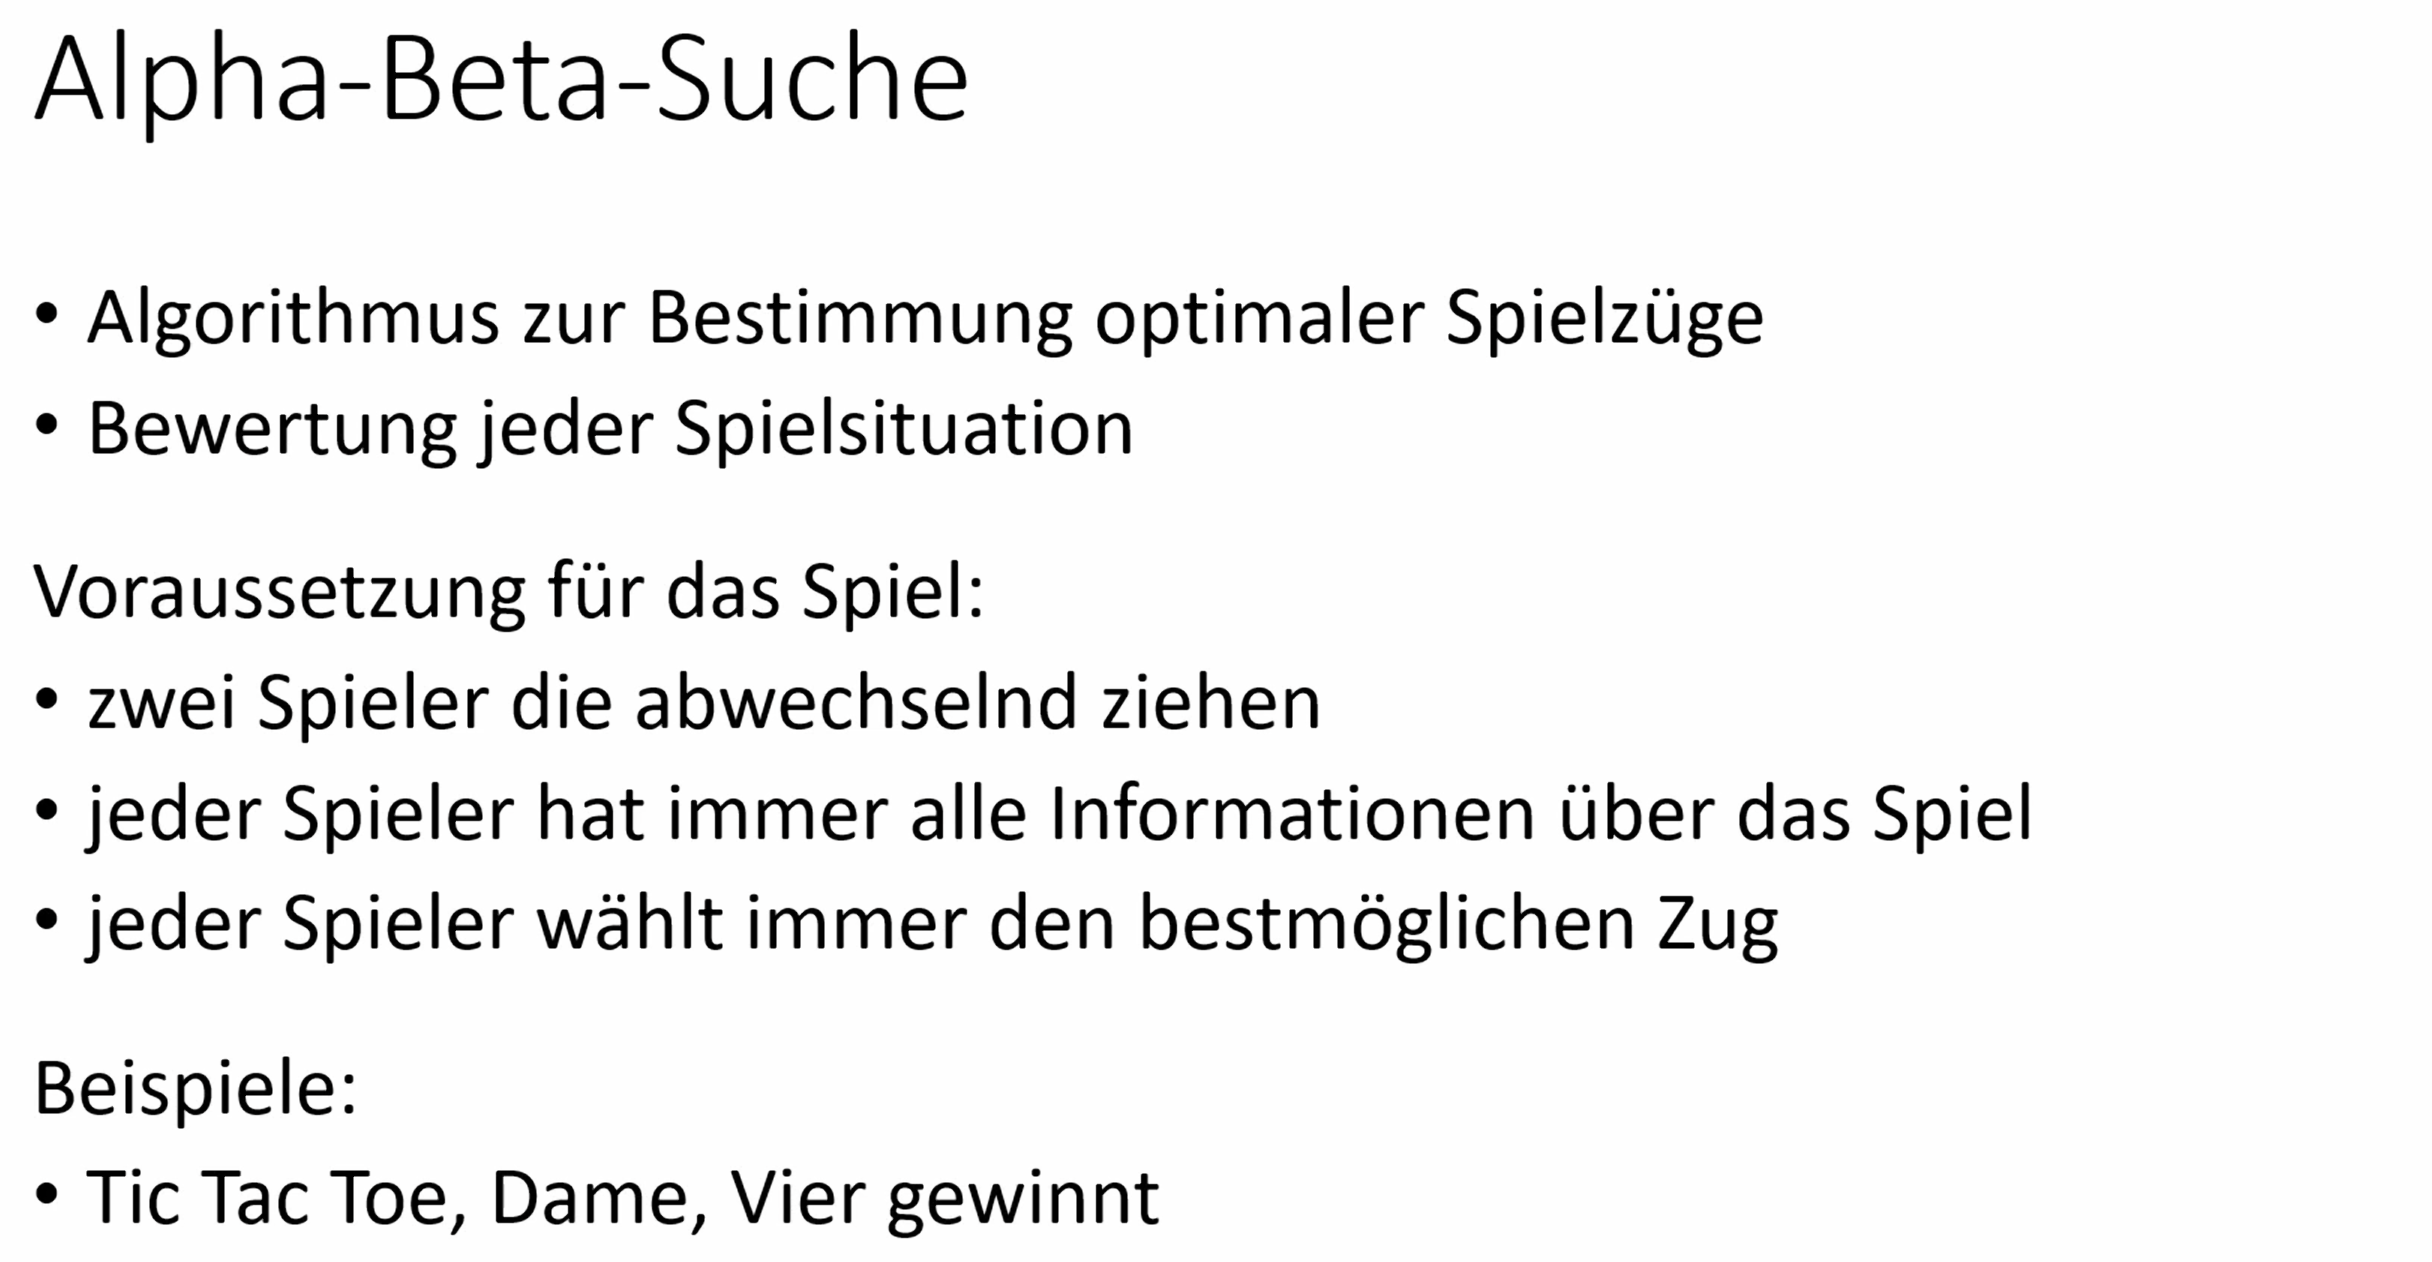 Alpha-Beta-Suche
• Algorithmus zur Bestimmung optimaler Spielzüge
• Bewertung jeder Spielsituation
Voraussetzung für das Spiel:
• zwei Spieler die abwechselnd ziehen
• jeder Spieler hat immer alle Informationen über das Spiel
• jeder Spieler wählt immer den bestmöglichen Zug
Beispiele:
• Tic Tac Toe, Dame, Vier gewinnt